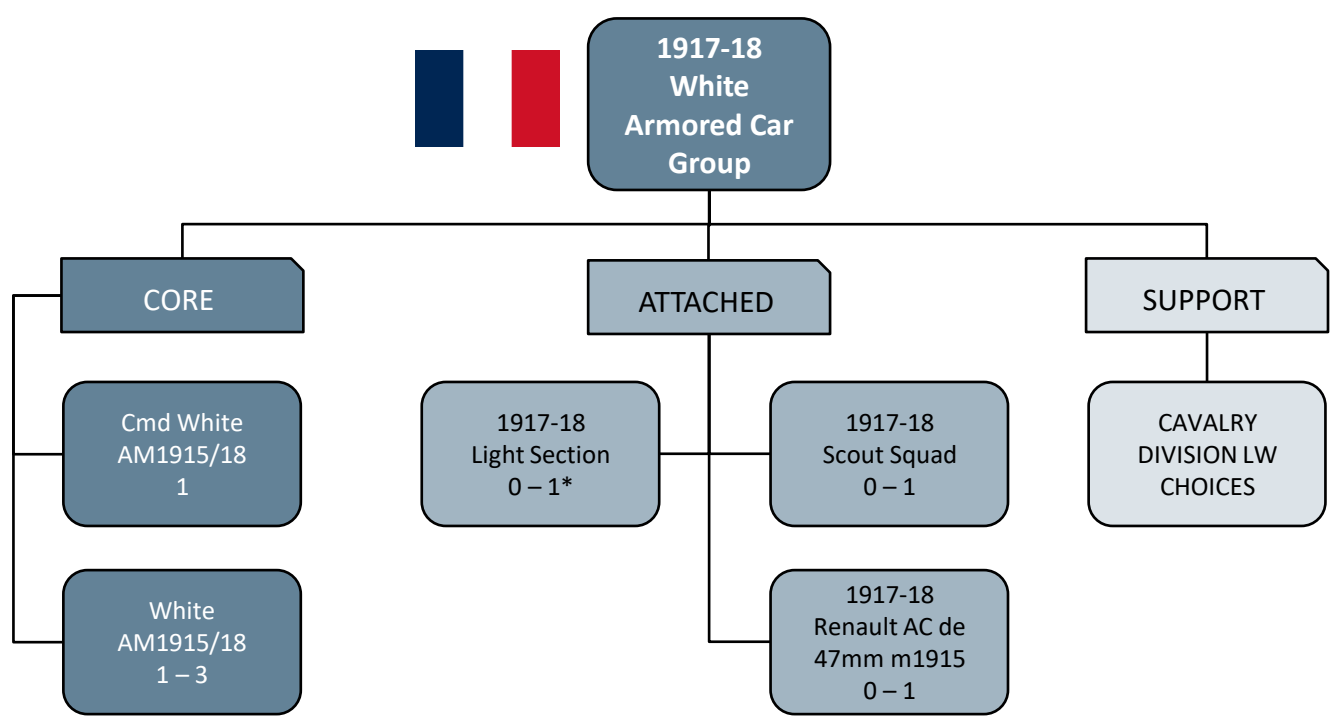 1917-18
White
Armored Car
Group
CORE
ATTACHED
SUPPORT
Cmd White
AM1915/18
1
1917-18
Light Section
0 – 1*
1917-18
Scout Squad
0 – 1
CAVALRY
DIVISION LW
CHOICES
White
AM1915/18
1 – 3
1917-18
Renault AC de
47mm m1915
0 – 1